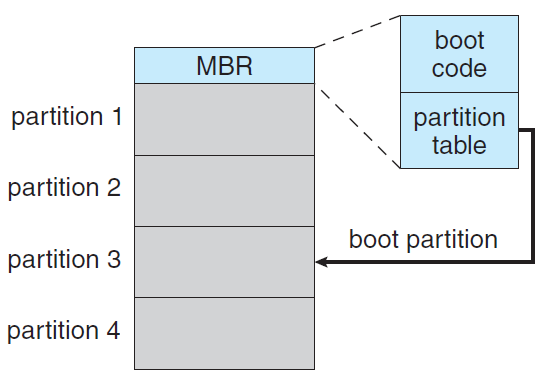 boot
code
MBR
partition 1
partition
table
partition 2
boot partition
partition 3
partition 4